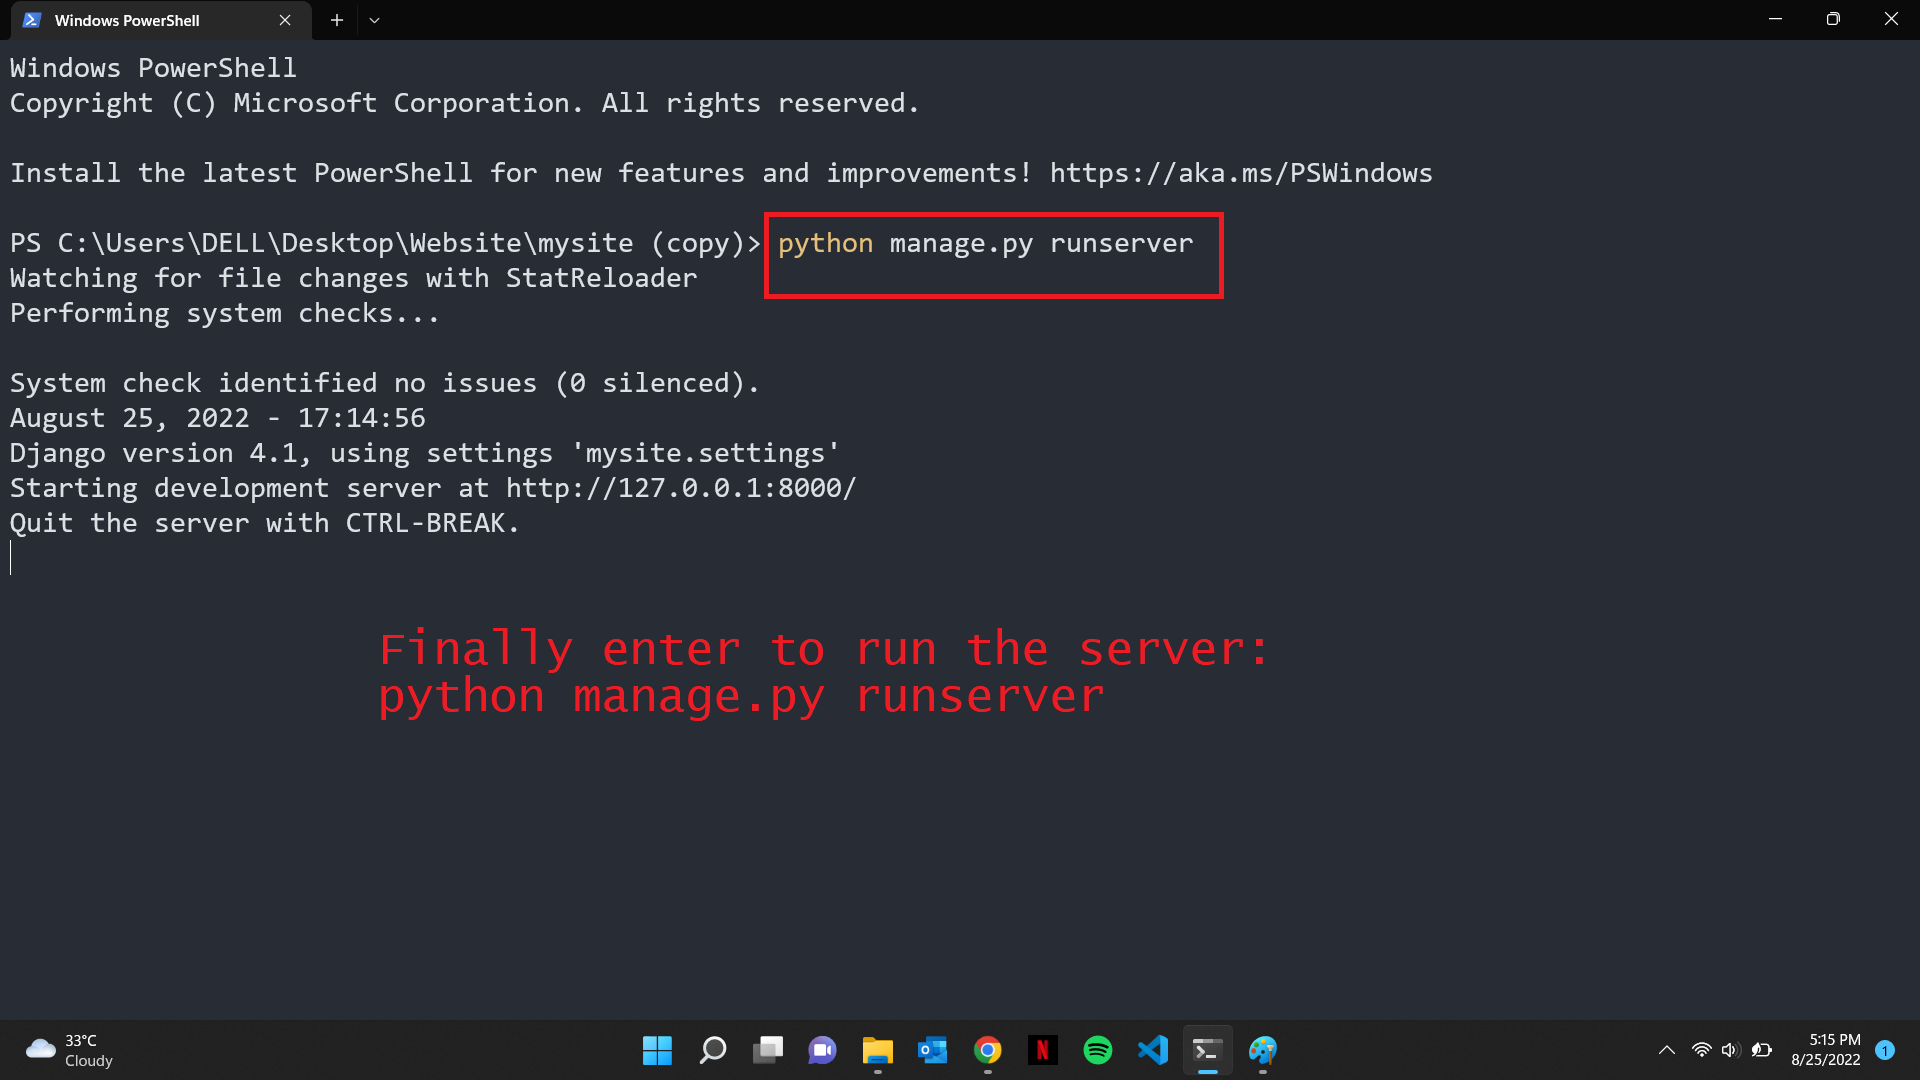 Windows PowerShell
Windows PowerShell
Copyright (C) Microsoft Corporation. All rights reserved.
Install the latest PowerShell for new features and improvements! https://aka.ms/PSWindows
PS C:\Users\DELL\Desktop\Website\mysite (copy)> python manage.py runserver
Watching for file changes with StatReloader
Performing system checks...
System check identified no issues (0 silenced).
August 25, 2022 - 17:14:56
Django version 4.1, using settings 'mysite.settings'
Starting development server at http://127.0.0.1:8000/
Quit the server with CTRL-BREAK.
Finally enter to run the server:
python manage.py runserver
33°C
Cloudy
5:15 PM
8/25/2022
1